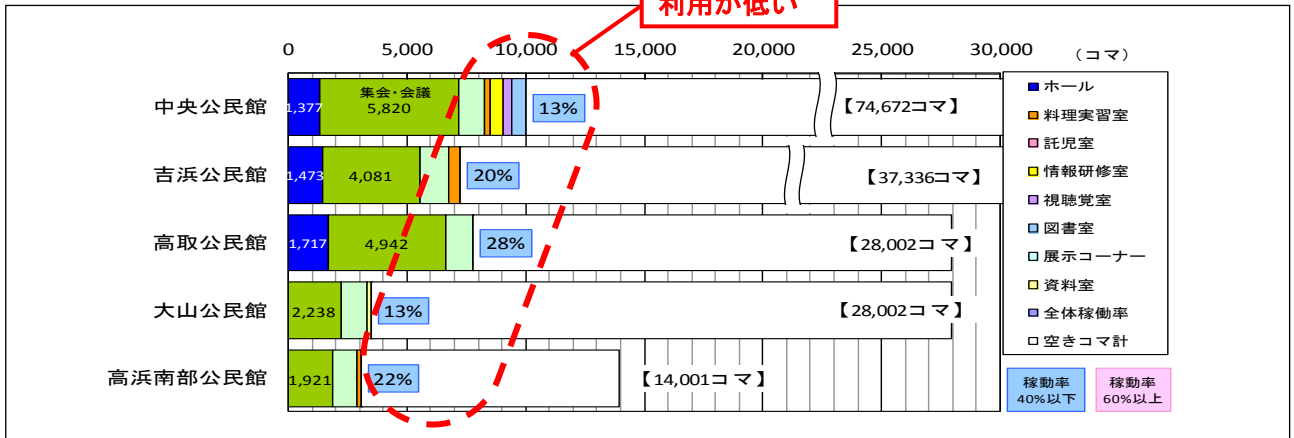 利用が低い
0 5,000 10,000 15,000 20,000 25,000 30,000 (コマ)
中央公民館 1,377 集会・会議 5,820 13% 【74,672コマ】
吉浜公民館 1,473 4,081 20% 【37,336コマ】
高取公民館 1,717 4,942 28% 【28,002コマ】
大山公民館 2,238 13% 【28,002コマ】
高浜南部公民館 1,921 22% 【14,001コマ】
ホール
料理実習室
託児室
情報研修室
視聴覚室
図書室
展示コーナー
資料室
全体稼働率
空きコマ計
稼動率
40%以下
稼動率
60%以上